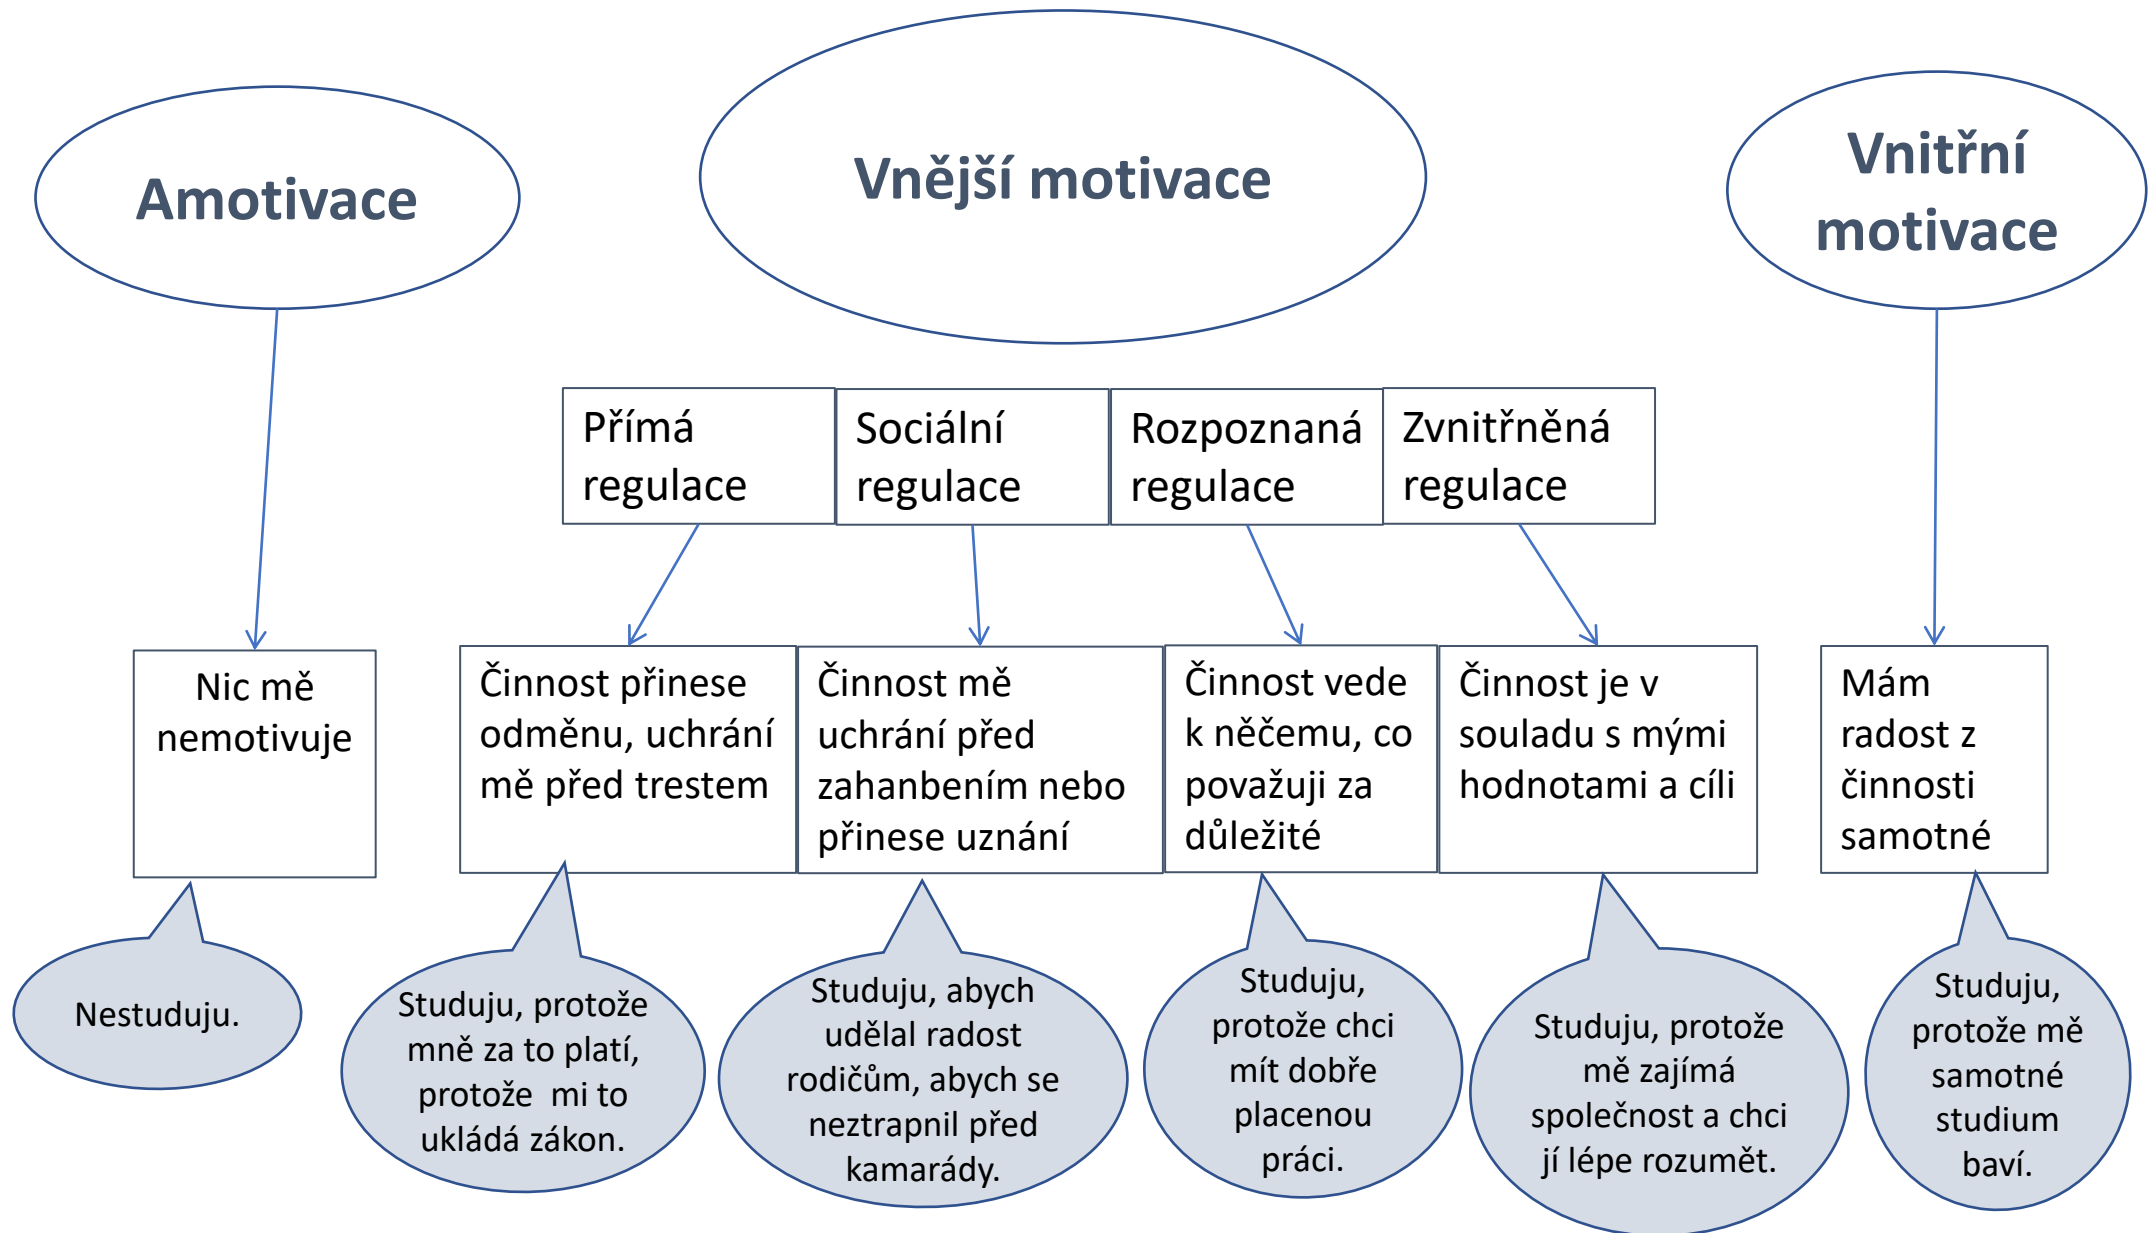 Amotivace
Vnější motivace
Vnitřní
motivace
Přímá
regulace
Sociální
regulace
Rozpoznaná
regulace
Zvnitřněná
regulace
Nic mě
nemotivuje
Činnost přinese
odměnu, uchrání
mě před trestem
Činnost mě
uchrání před
zahanbením nebo
přinese uznání
Činnost vede
k něčemu, co
považuji za
důležité
Činnost je v
souladu s mými
hodnotami a cíli
Mám
radost z
činnosti
samotné
Nestuduju.
Studuju, protože
mně za to platí,
protože  mi to
ukládá zákon.
Studuju, abych
udělal radost
rodičům, abych se
neztrapnil před
kamarády.
Studuju,
protože chci
mít dobře
placenou
práci.
Studuju, protože
mě zajímá
společnost a chci
jí lépe rozumět.
Studuju,
protože mě
samotné
studium
baví.